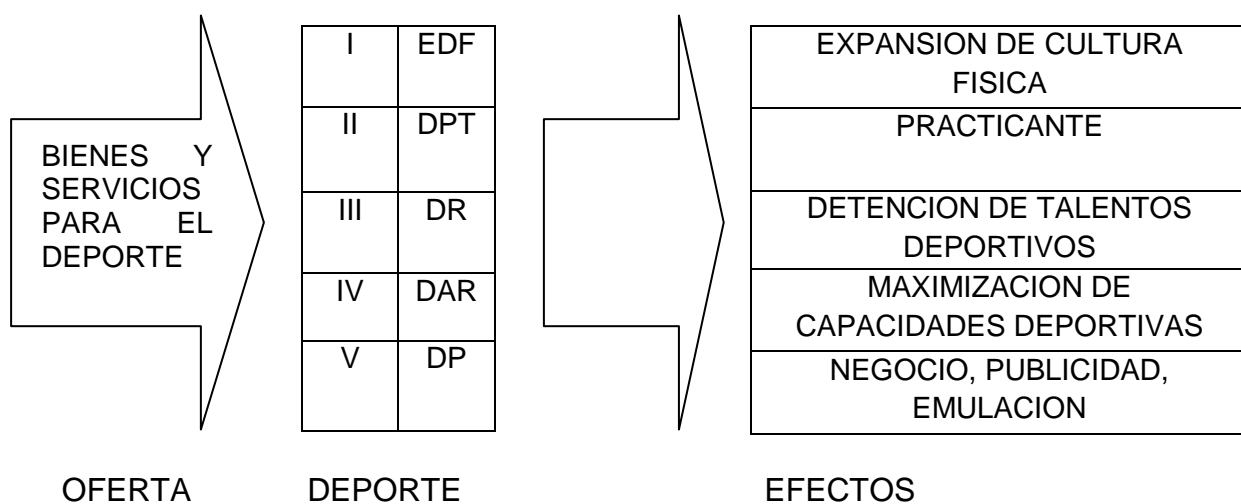 BIENES Y
SERVICIOS
PARA EL
DEPORTE
I EDF
II DPT
III DR
IV DAR
V DP
EXPANSION DE CULTURA
FISICA
PRACTICANTE
DETENCION DE TALENTOS
DEPORTIVOS
MAXIMIZACION DE
CAPACIDADES DEPORTIVAS
NEGOCIO, PUBLICIDAD,
EMULACION
OFERTA DEPORTE EFECTOS